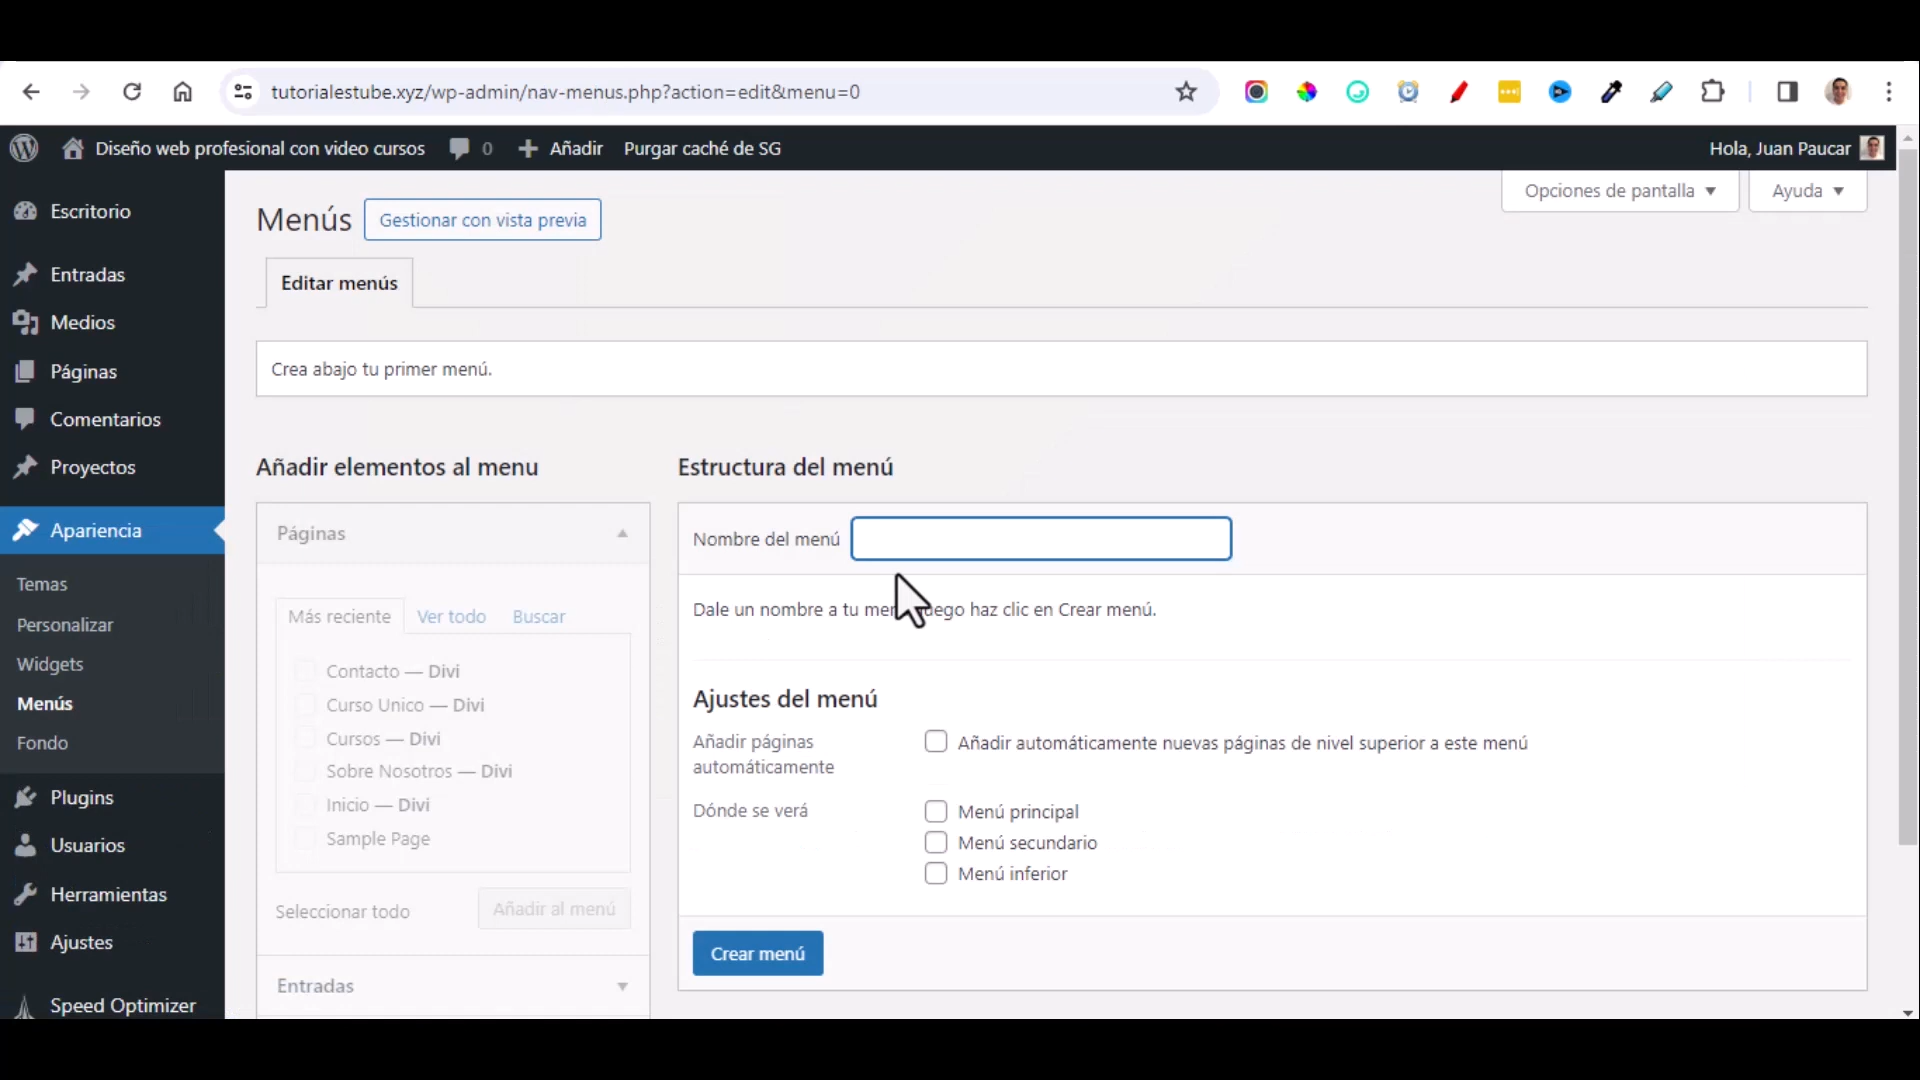 tutorialestube.xyz/wp-admin/nav-menus.php?action=edit&menu=0
Diseño web profesional con video cursos 0 Añadir Purgar caché de SG Hola, Juan Paucar
Opciones de pantalla ▼ Ayuda ▼
Menús Gestionar con vista previa
Editar menús
Crea abajo tu primer menú.
Escritorio
Entradas
Medios
Páginas
Comentarios
Proyectos
Apariencia
Temas
Personalizar
Widgets
Menús
Fondo
Plugins
Usuarios
Herramientas
Ajustes
Speed Optimizer
Añadir elementos al menu
Páginas
Más reciente Ver todo Buscar
Contacto — Divi
Curso Unico — Divi
Cursos — Divi
Sobre Nosotros — Divi
Inicio — Divi
Sample Page
Seleccionar todo Añadir al menú
Entradas
Estructura del menú
Nombre del menú
Dale un nombre a tu haz clic en Crear menú.
Ajustes del menú
Añadir páginas
automáticamente
Añadir automáticamente nuevas páginas de nivel superior a este menú
Dónde se verá
Menú principal
Menú secundario
Menú inferior
Crear menú